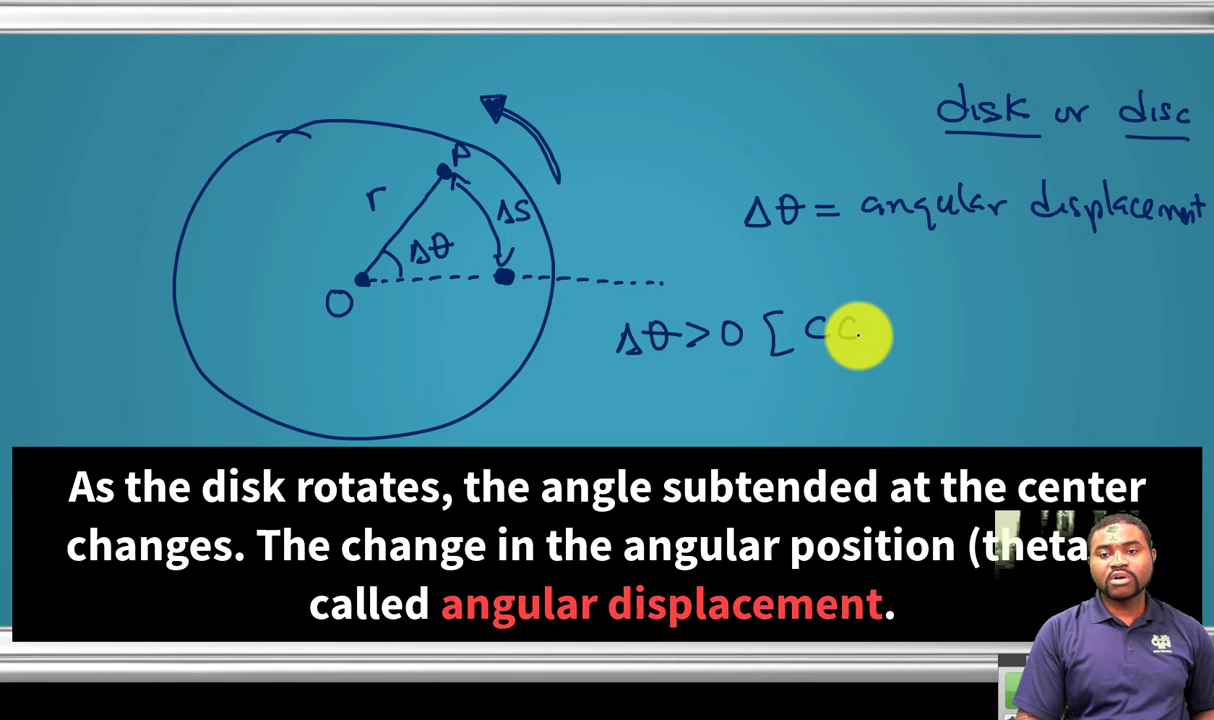 disk or disc
P
r
ΔS
Δθ = angular displacement
Δθ
O
Δθ > 0 [ CC
As the disk rotates, the angle subtended at the center
changes. The change in the angular position (theta
called angular displacement.